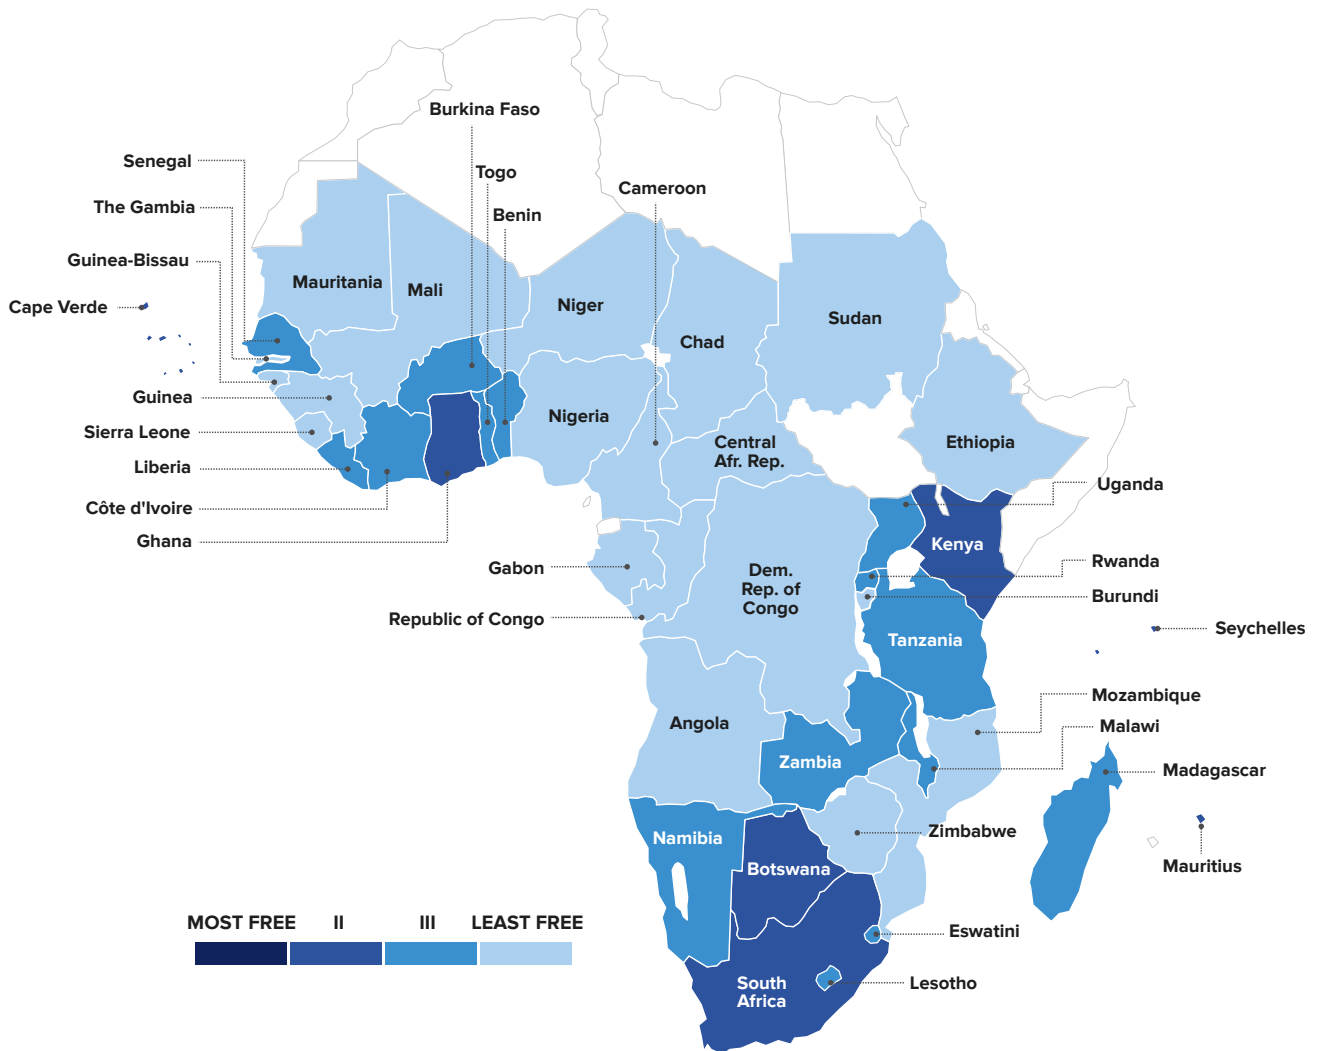 Burkina Faso
Senegal
Togo
Cameroon
The Gambia
Benin
Guinea-Bissau
Mauritania
Mali
Niger
Cape Verde
Sudan
Chad
Guinea
Nigeria
Sierra Leone
Central
Afr. Rep.
Ethiopia
Liberia
Uganda
Côte d'Ivoire
Ghana
Kenya
Rwanda
Gabon
Dem.
Rep. of
Congo
Burundi
Republic of Congo
Seychelles
Tanzania
Mozambique
Angola
Malawi
Zambia
Madagascar
Namibia
Zimbabwe
Mauritius
Botswana
MOST FREE II III LEAST FREE
Eswatini
South
Africa
Lesotho